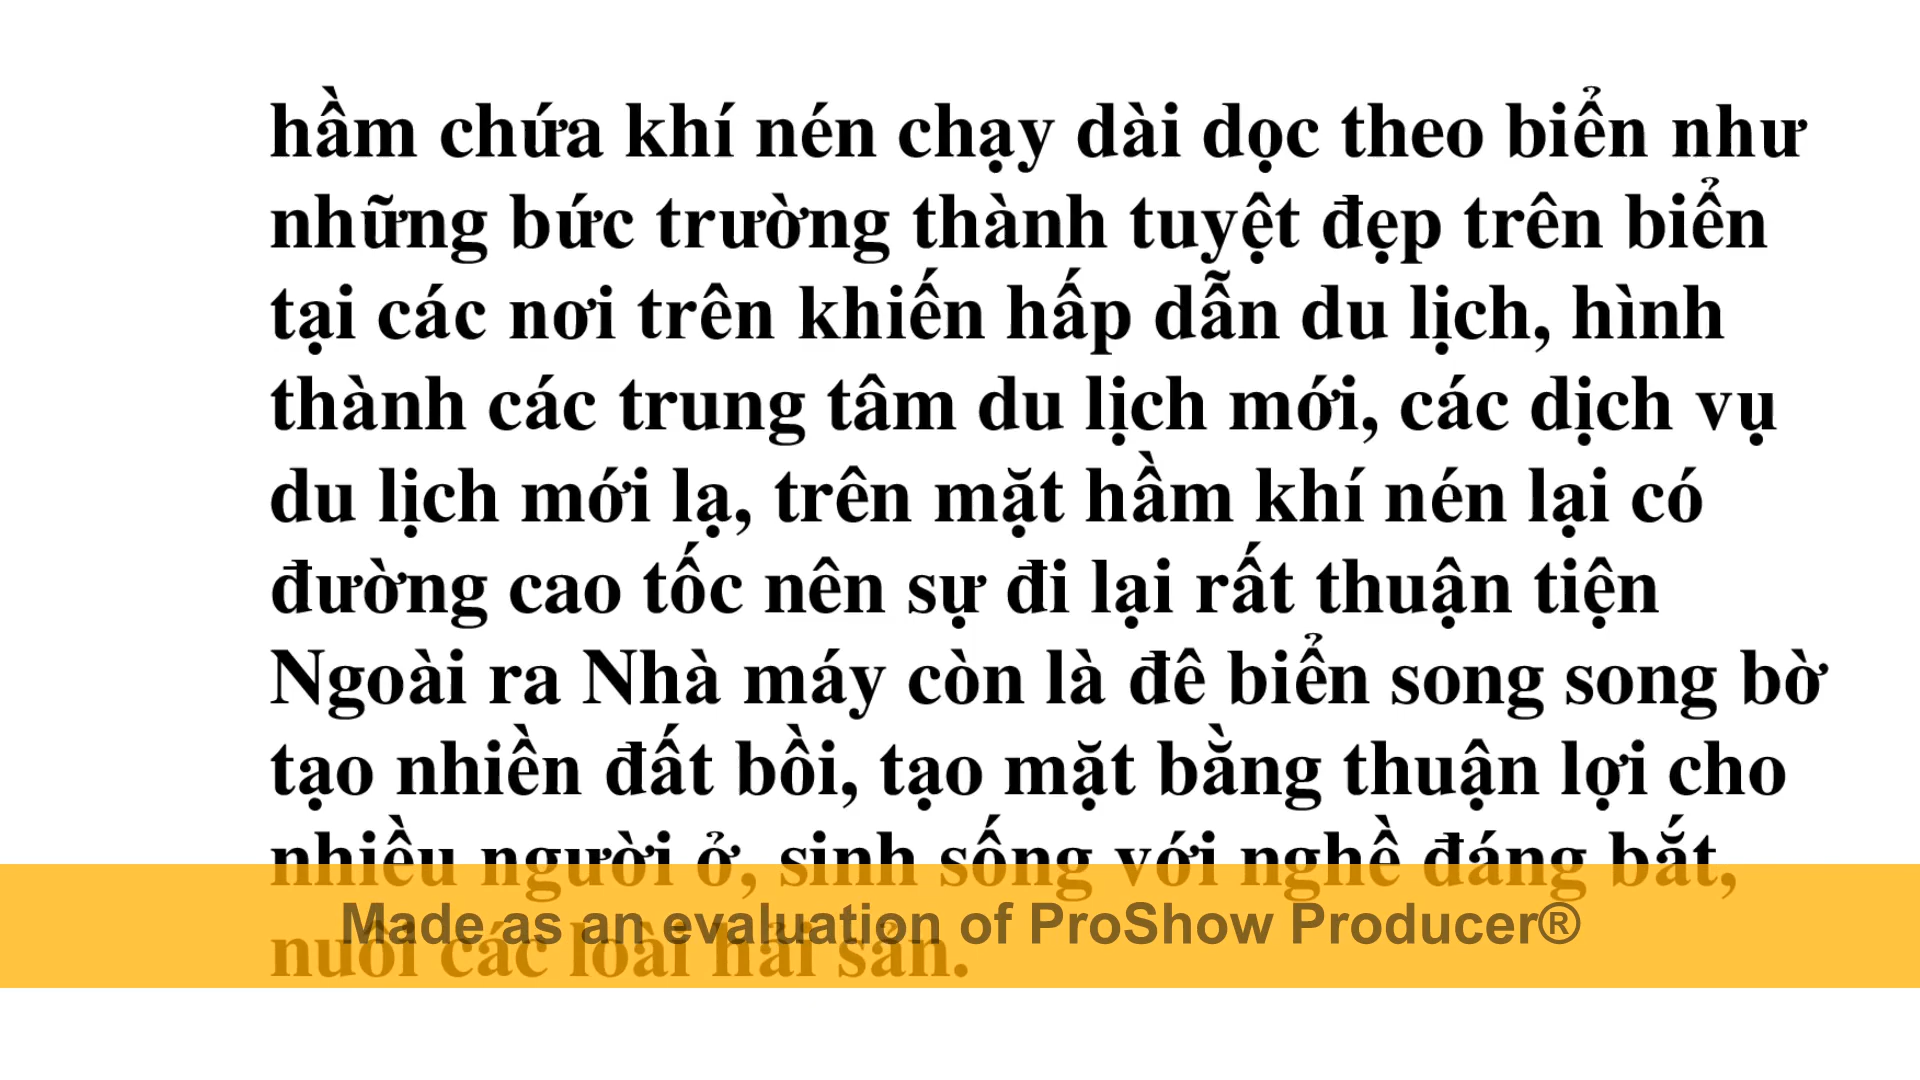 hầm chứa khí nén chạy dài dọc theo biển như
những bức trường thành tuyệt đẹp trên biển
tại các nơi trên khiến hấp dẫn du lịch, hình
thành các trung tâm du lịch mới, các dịch vụ
du lịch mới lạ, trên mặt hầm khí nén lại có
đường cao tốc nên sự đi lại rất thuận tiện
Ngoài ra Nhà máy còn là đê biển song song bờ
tạo nhiền đất bồi, tạo mặt bằng thuận lợi cho
nhiều người ở, sinh sống với nghề đáng bắt,
Made as an evaluation of ProShow Producer®
nuôi các loài hải sản.